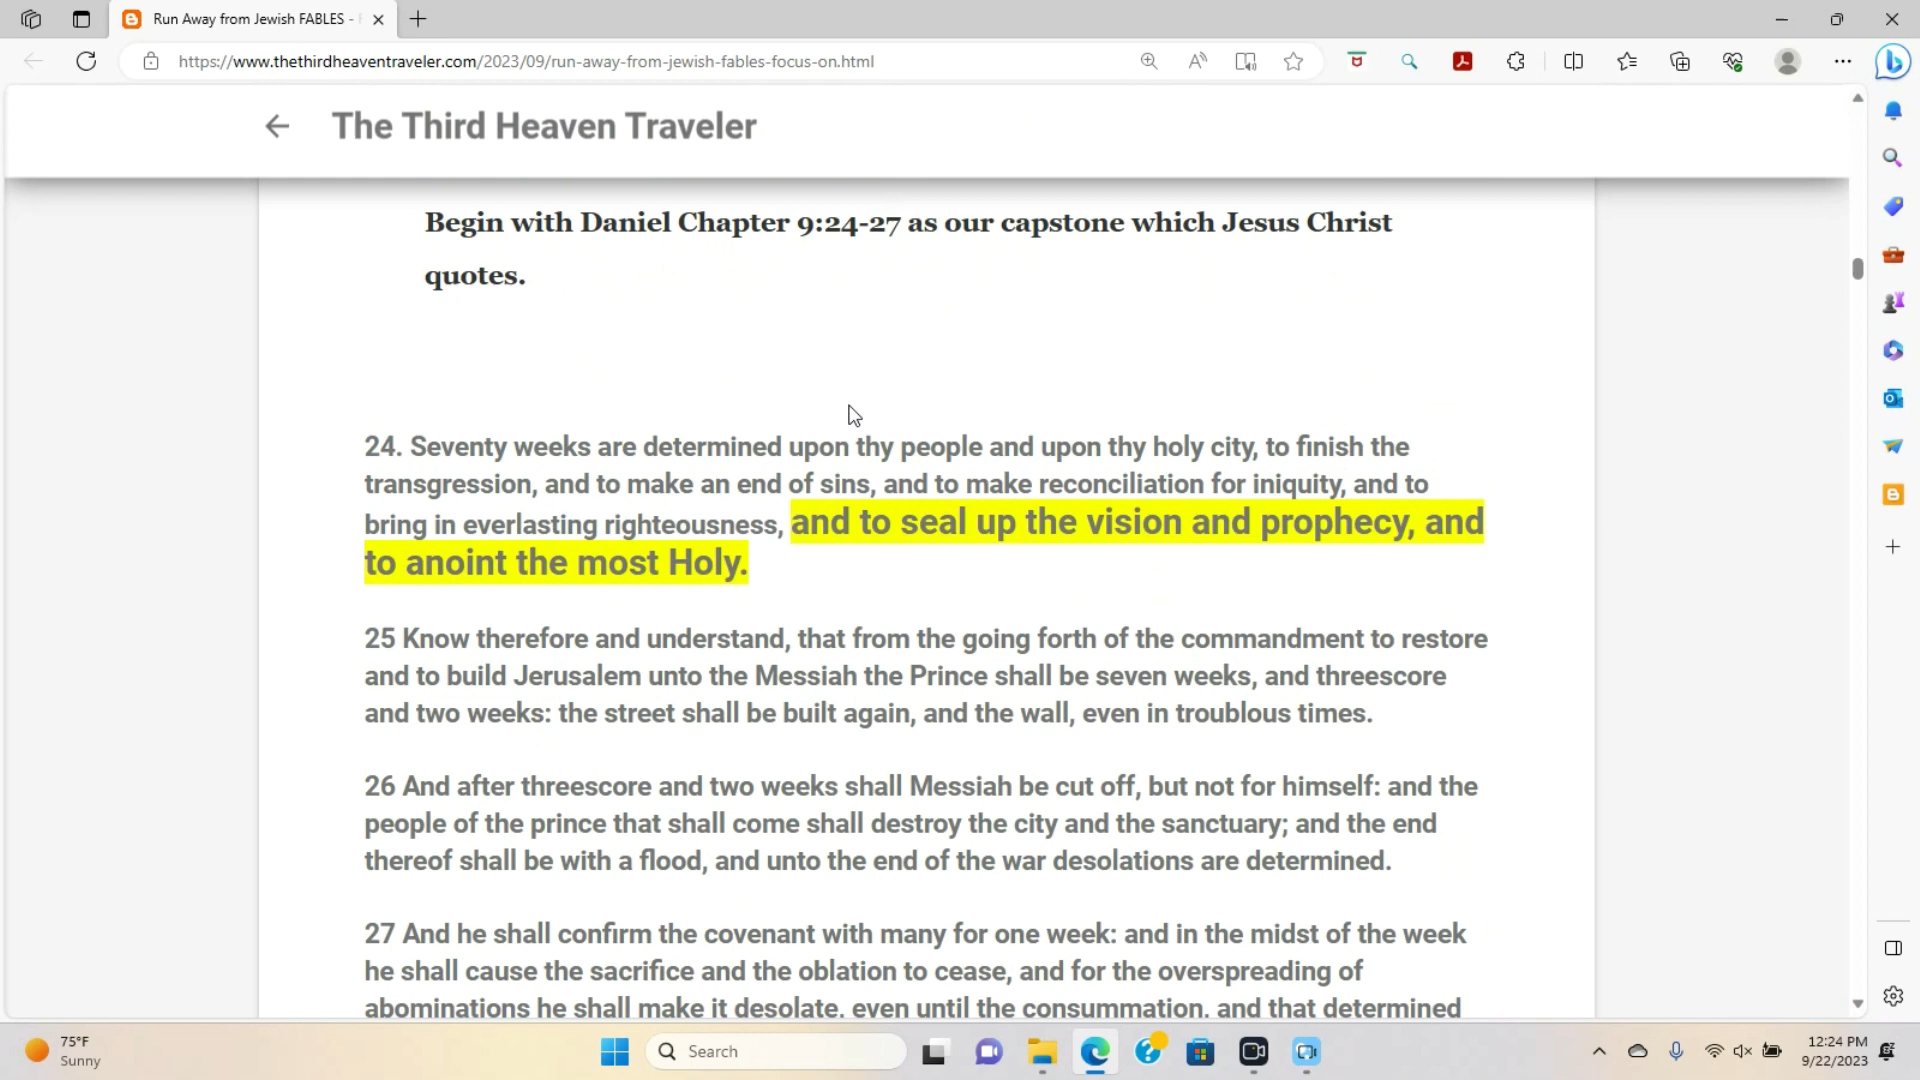 Run Away from Jewish FABLES -
https://www.thethirdheaventraveler.com/2023/09/run-away-from-jewish-fables-focus-on.html
The Third Heaven Traveler
Begin with Daniel Chapter 9:24-27 as our capstone which Jesus Christ
quotes.
24. Seventy weeks are determined upon thy people and upon thy holy city, to finish the
transgression, and to make an end of sins, and to make reconciliation for iniquity, and to
bring in everlasting righteousness, and to seal up the vision and prophecy, and
to anoint the most Holy.
25 Know therefore and understand, that from the going forth of the commandment to restore
and to build Jerusalem unto the Messiah the Prince shall be seven weeks, and threescore
and two weeks: the street shall be built again, and the wall, even in troublous times.
26 And after threescore and two weeks shall Messiah be cut off, but not for himself: and the
people of the prince that shall come shall destroy the city and the sanctuary; and the end
thereof shall be with a flood, and unto the end of the war desolations are determined.
27 And he shall confirm the covenant with many for one week: and in the midst of the week
he shall cause the sacrifice and the oblation to cease, and for the overspreading of
abominations he shall make it desolate, even until the consummation, and that determined
75°F
Sunny
Search
12:24 PM
9/22/2023